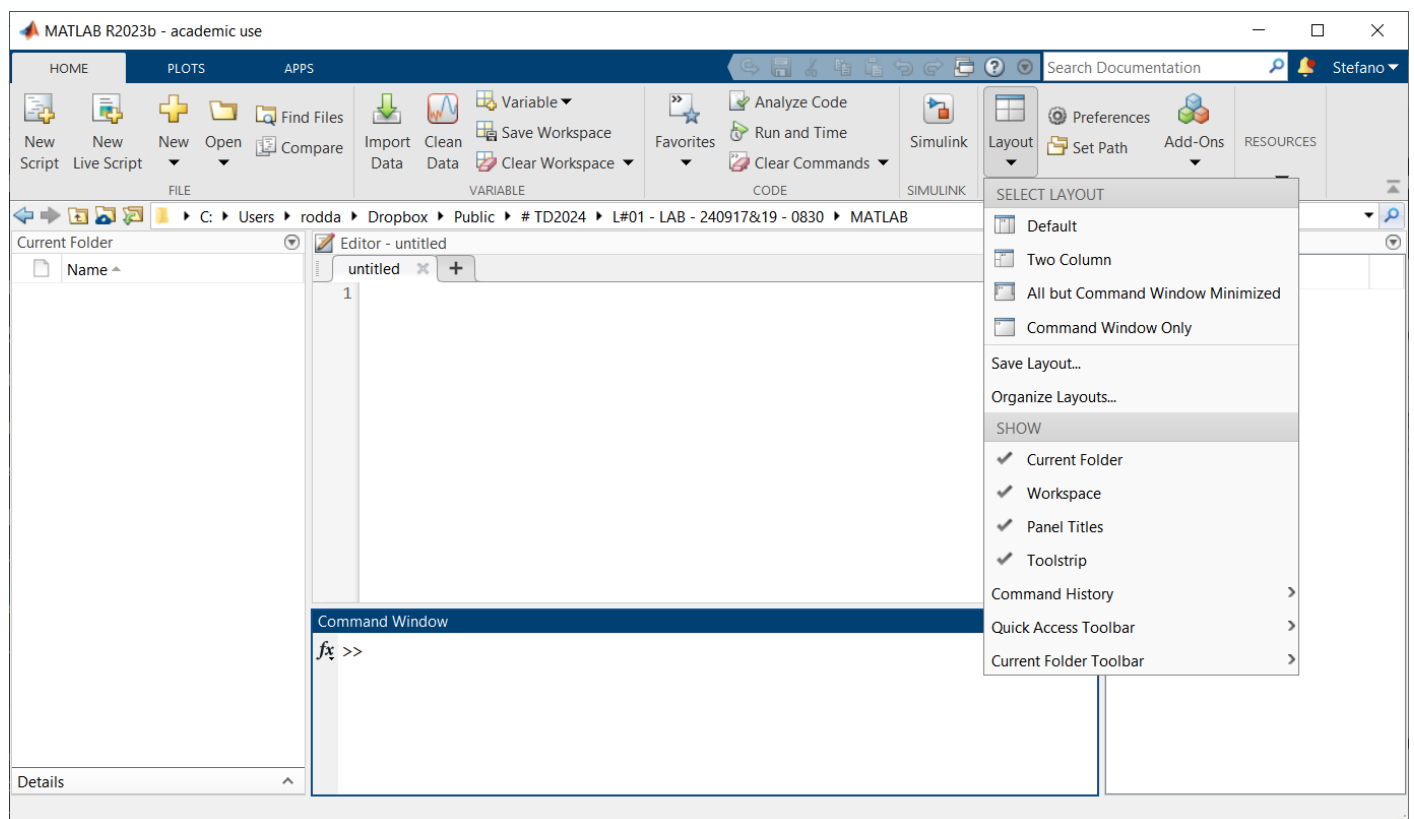 MATLAB R2023b - academic use
HOME PLOTS APPS
Search Documentation
Stefano
New Script
New Live Script
New
Open
Find Files
Compare
FILE
Import Data
Clean Data
Variable
Save Workspace
Clear Workspace
VARIABLE
Favorites
Analyze Code
Run and Time
Clear Commands
CODE
Simulink
SIMULINK
Layout
Preferences
Set Path
Add-Ons
RESOURCES
C: Users rodda Dropbox Public # TD2024 L#01 - LAB - 240917&19 - 0830 MATLAB
Current Folder
Name
Editor - untitled
untitled
1
Command Window
fx >>
Details
SELECT LAYOUT
Default
Two Column
All but Command Window Minimized
Command Window Only
Save Layout...
Organize Layouts...
SHOW
Current Folder
Workspace
Panel Titles
Toolstrip
Command History
Quick Access Toolbar
Current Folder Toolbar